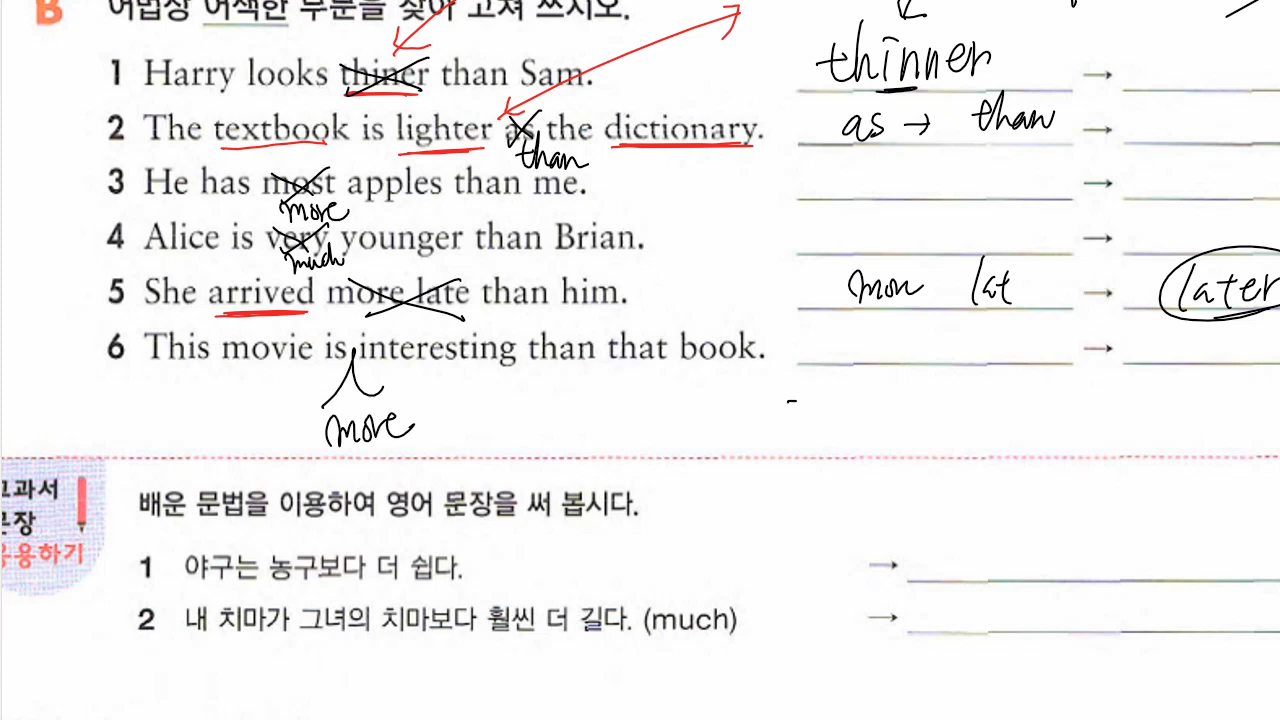 B 어법상 어색한 부분을 찾아 고쳐 쓰시오.
1 Harry looks thiner than Sam. thinner →
2 The textbook is lighter as the dictionary. as → than →
than
3 He has most apples than me. →
more
4 Alice is very younger than Brian. →
much
5 She arrived more late than him. more lat → later
6 This movie is interesting than that book. →
more
교과서
문장
응용하기
배운 문법을 이용하여 영어 문장을 써 봅시다.
1 야구는 농구보다 더 쉽다. →
2 내 치마가 그녀의 치마보다 훨씬 더 길다. (much) →